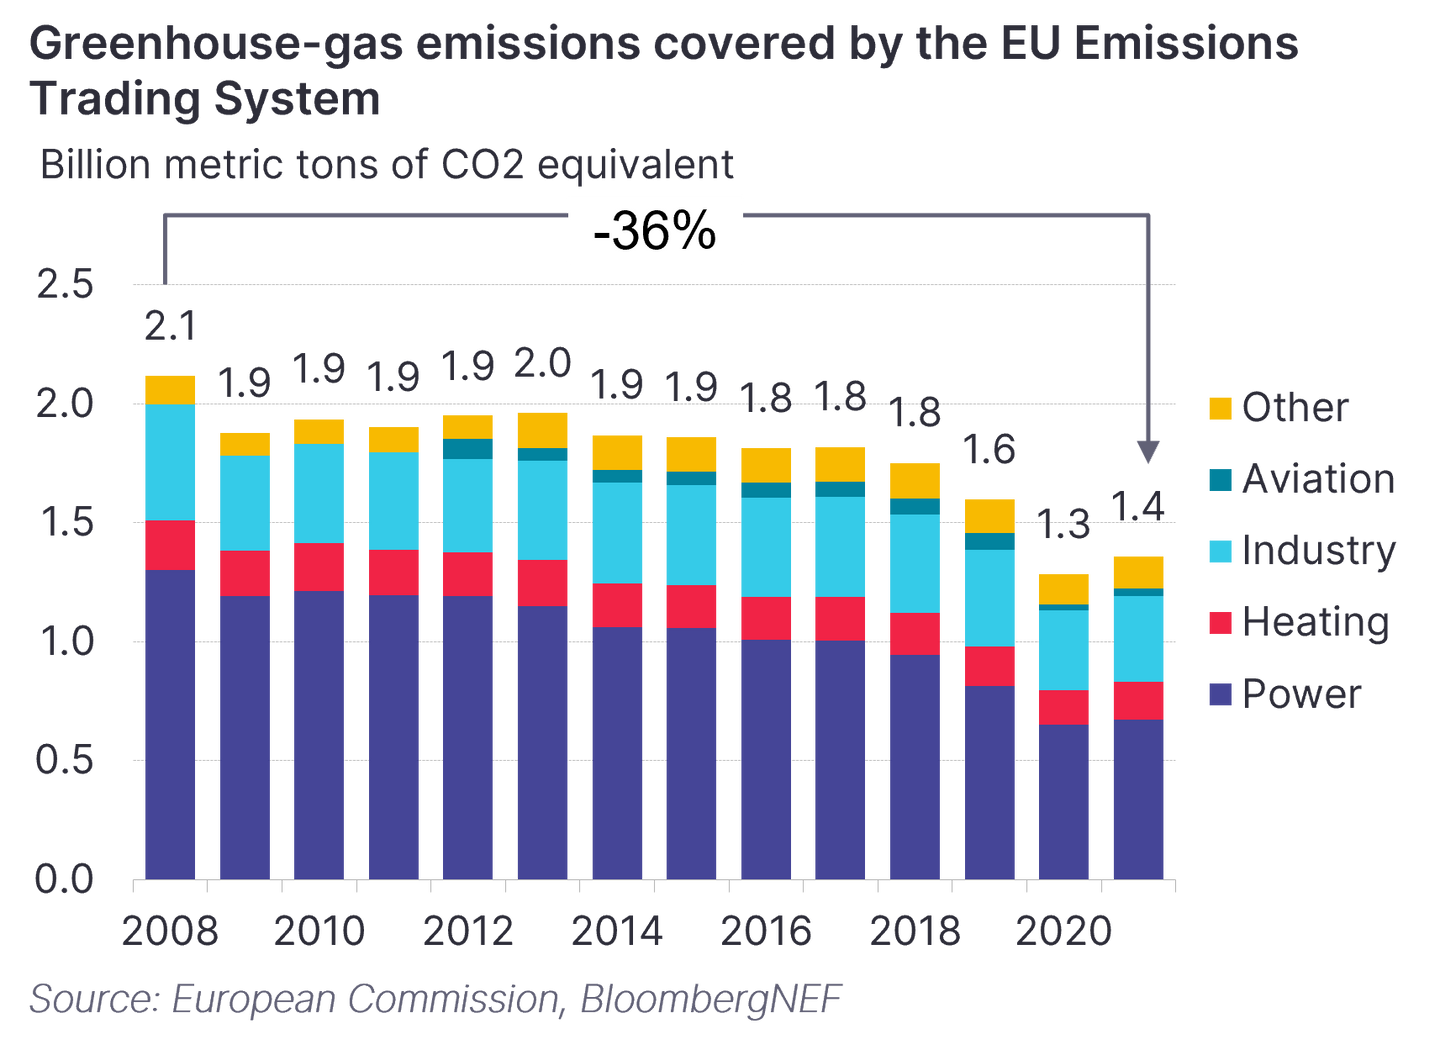 Greenhouse-gas emissions covered by the EU Emissions
Trading System
Billion metric tons of CO2 equivalent
-36%
2.5
2.0
1.5
1.0
0.5
0.0
2.1
1.9
1.9
1.9
1.9
2.0
1.9
1.9
1.8
1.8
1.8
1.6
1.3
1.4
Other
Aviation
Industry
Heating
Power
2008 2010 2012 2014 2016 2018 2020
Source: European Commission, BloombergNEF